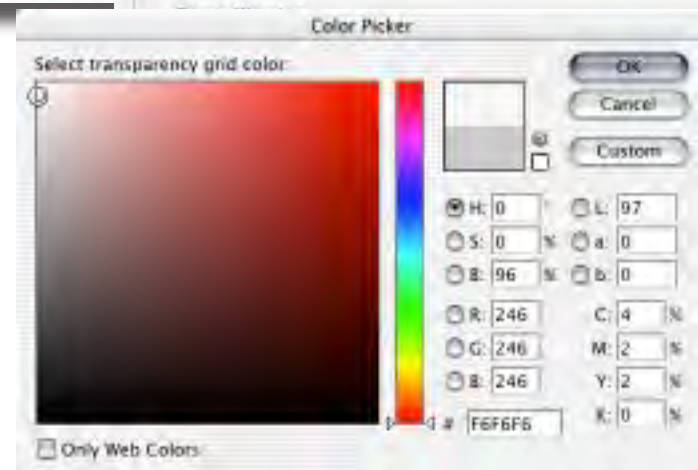 Color Picker
Select transparency grid color
OK
Cancel
Custom
H: 0 °
L: 97
S: 0 %
a: 0
B: 96 %
b: 0
R: 246
C: 4 %
G: 246
M: 2 %
B: 246
Y: 2 %
# F6F6F6
K: 0 %
Only Web Colors